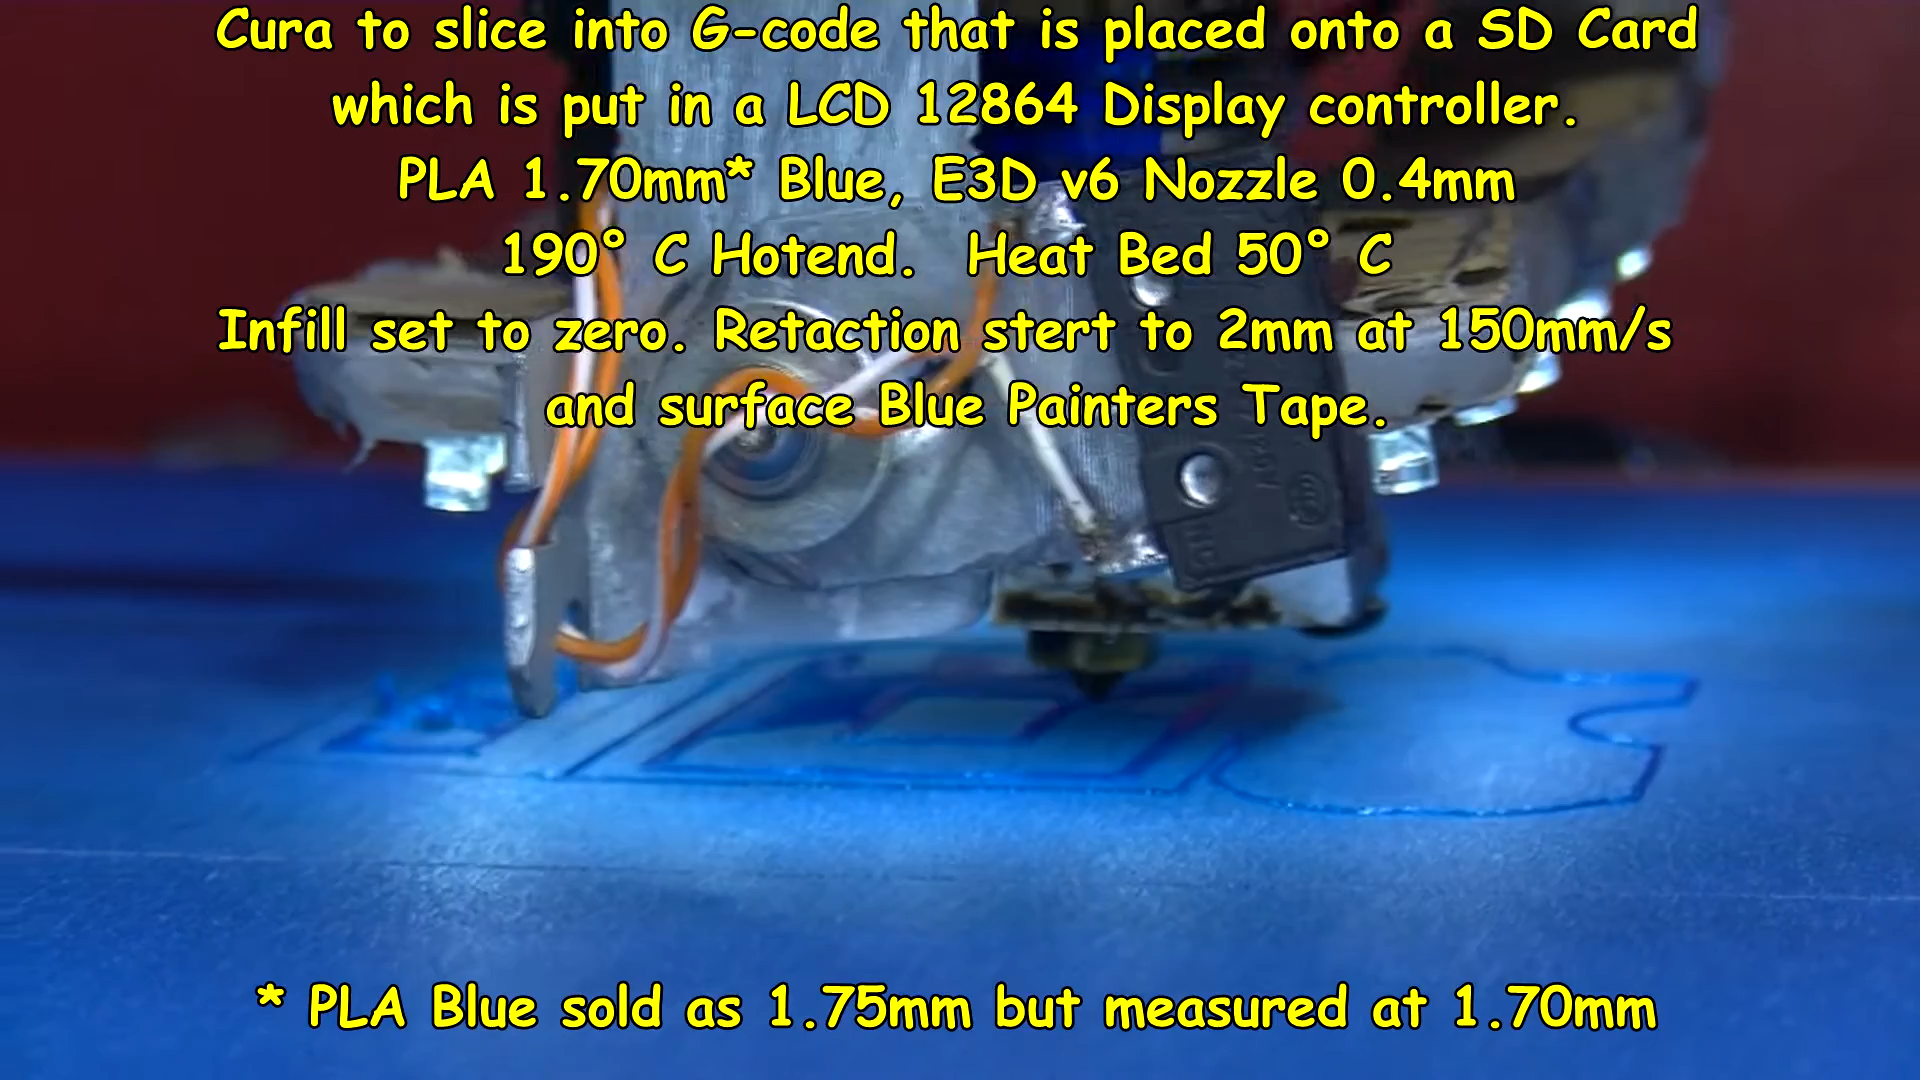 Cura to slice into G-code that is placed onto a SD Card
which is put in a LCD 12864 Display controller.
PLA 1.70mm* Blue, E3D v6 Nozzle 0.4mm
190° C Hotend.  Heat Bed 50° C
Infill set to zero. Retaction stert to 2mm at 150mm/s
and surface Blue Painters Tape.
* PLA Blue sold as 1.75mm but measured at 1.70mm